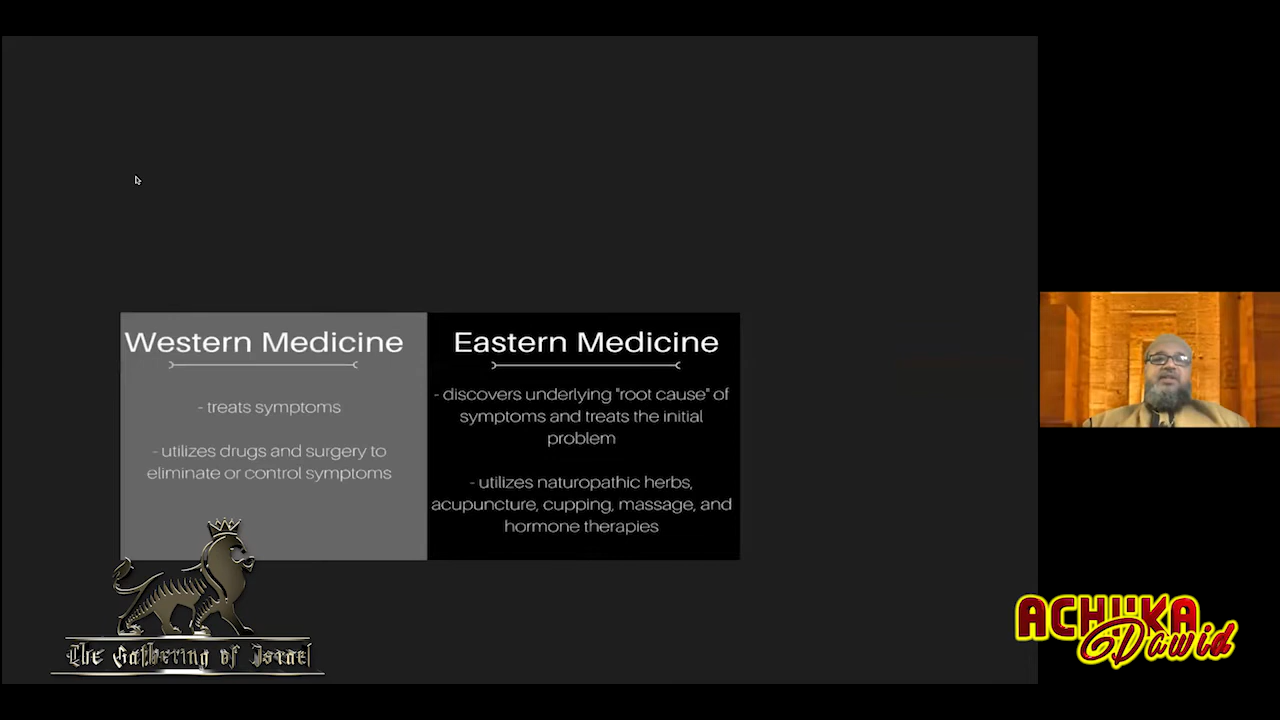 Western Medicine
- treats symptoms
- utilizes drugs and surgery to
eliminate or control symptoms
Eastern Medicine
- discovers underlying "root cause" of
symptoms and treats the initial
problem
- utilizes naturopathic herbs,
acupuncture, cupping, massage, and
hormone therapies
The Gathering of Israel
ACHUKA
Dawid